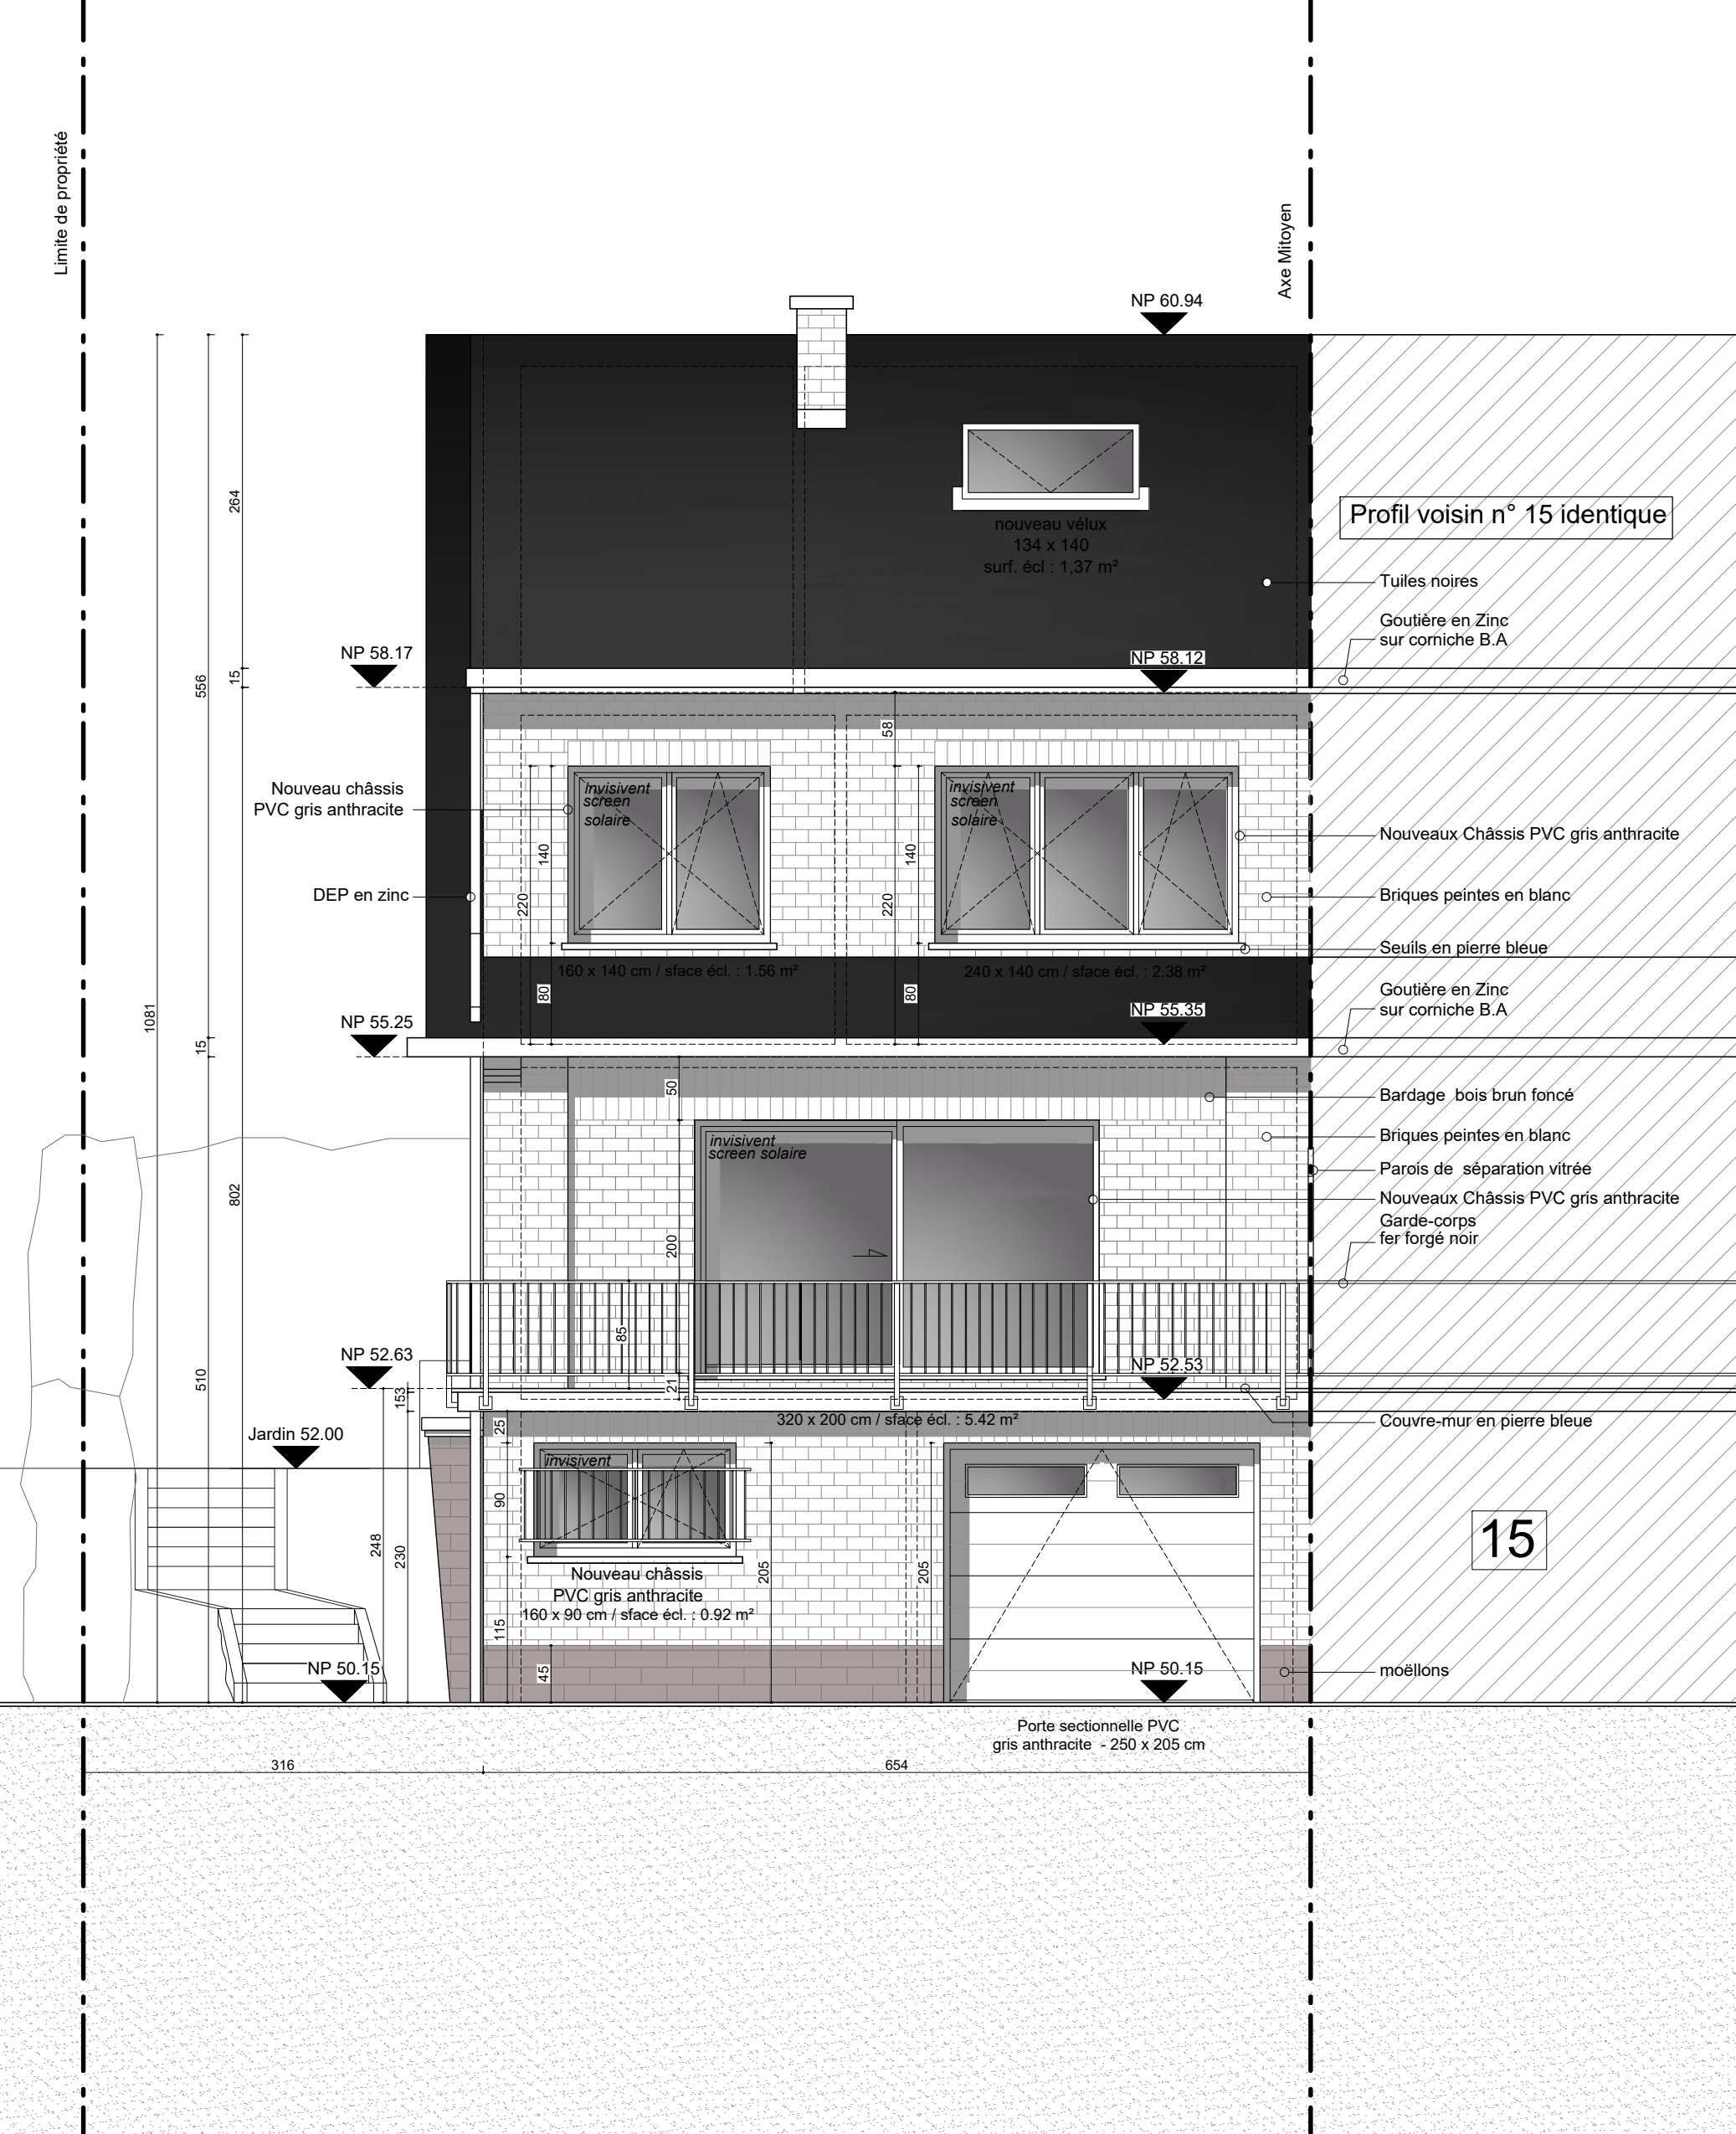 Limite de propriété
Axe Mitoyen
NP 60.94
264
Profil voisin n° 15 identique
nouveau vélux
134 x 140
surf. écl : 1,37 m²
Tuiles noires
Goutière en Zinc
sur corniche B.A
NP 58.17
NP 58.12
15
556
58
Nouveau châssis
PVC gris anthracite
invisivent
screen
solaire
invisivent
screen
solaire
Nouveaux Châssis PVC gris anthracite
140
140
220
220
DEP en zinc
Briques peintes en blanc
Seuils en pierre bleue
160 x 140 cm / sface écl. : 1.56 m²
240 x 140 cm / sface écl. : 2.38 m²
80
80
Goutière en Zinc
sur corniche B.A
1081
NP 55.25
NP 55.35
15
50
Bardage bois brun foncé
invisivent
screen solaire
Briques peintes en blanc
Parois de séparation vitrée
802
Nouveaux Châssis PVC gris anthracite
Garde-corps
fer forgé noir
200
85
NP 52.63
NP 52.53
510
153
21
320 x 200 cm / sface écl. : 5.42 m²
Couvre-mur en pierre bleue
Jardin 52.00
25
invisivent
90
248
230
205
205
15
Nouveau châssis
PVC gris anthracite
160 x 90 cm / sface écl. : 0.92 m²
115
45
NP 50.15
NP 50.15
moëllons
Porte sectionnelle PVC
gris anthracite - 250 x 205 cm
316
654